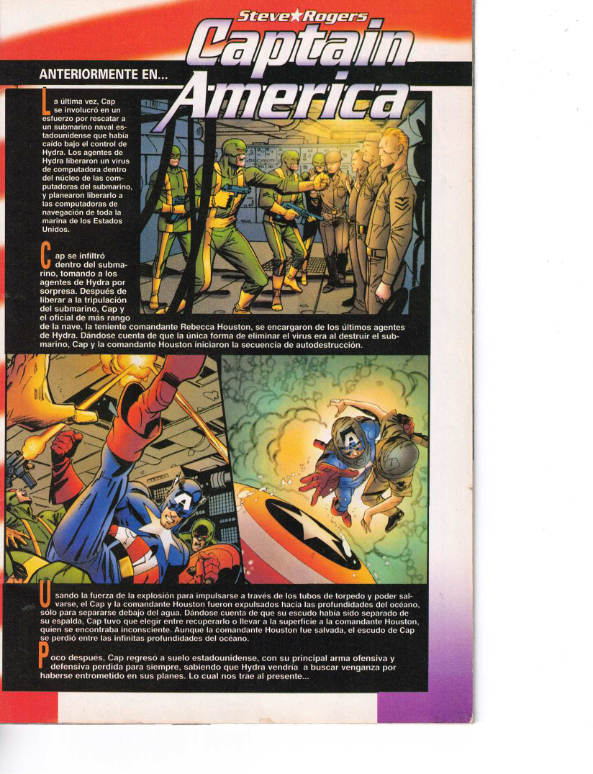 Steve★Rogers
Captain
America
ANTERIORMENTE EN...
La última vez, Cap
se involucró en un
esfuerzo por rescatar a
un submarino naval es-
tadounidense que había
caído bajo el control de
Hydra. Los agentes de
Hydra liberaron un virus
de computadora dentro
del núcleo de las com-
putadoras del submarino,
y planearon liberarlo a
las computadoras de
navegación de toda la
marina de los Estados
Unidos.
Cap se infiltró
dentro del subma-
rino, tomando a los
agentes de Hydra por
sorpresa. Después de
liberar a la tripulación
del submarino, Cap y
el oficial de más rango
de la nave, la teniente comandante Rebecca Houston, se encargaron de los últimos agentes
de Hydra. Dándose cuenta de que la única forma de eliminar el virus era al destruir el sub-
marino, Cap y la comandante Houston iniciaron la secuencia de autodestrucción.
A
Usando la fuerza de la explosión para impulsarse a través de los tubos de torpedo y poder sal-
varse, el Cap y la comandante Houston fueron expulsados hacia las profundidades del océano,
sólo para separarse debajo del agua. Dándose cuenta de que su escudo había sido separado de
su espalda, Cap tuvo que elegir entre recuperarlo o llevar a la superficie a la comandante Houston,
quien se encontraba inconsciente. Aunque la comandante Houston fue salvada, el escudo de Cap
se perdió entre las infinitas profundidades del océano.
Poco después, Cap regresó a suelo estadounidense, con su principal arma ofensiva y
defensiva perdida para siempre, sabiendo que Hydra vendría a buscar venganza por
haberse entrometido en sus planes. Lo cual nos trae al presente...